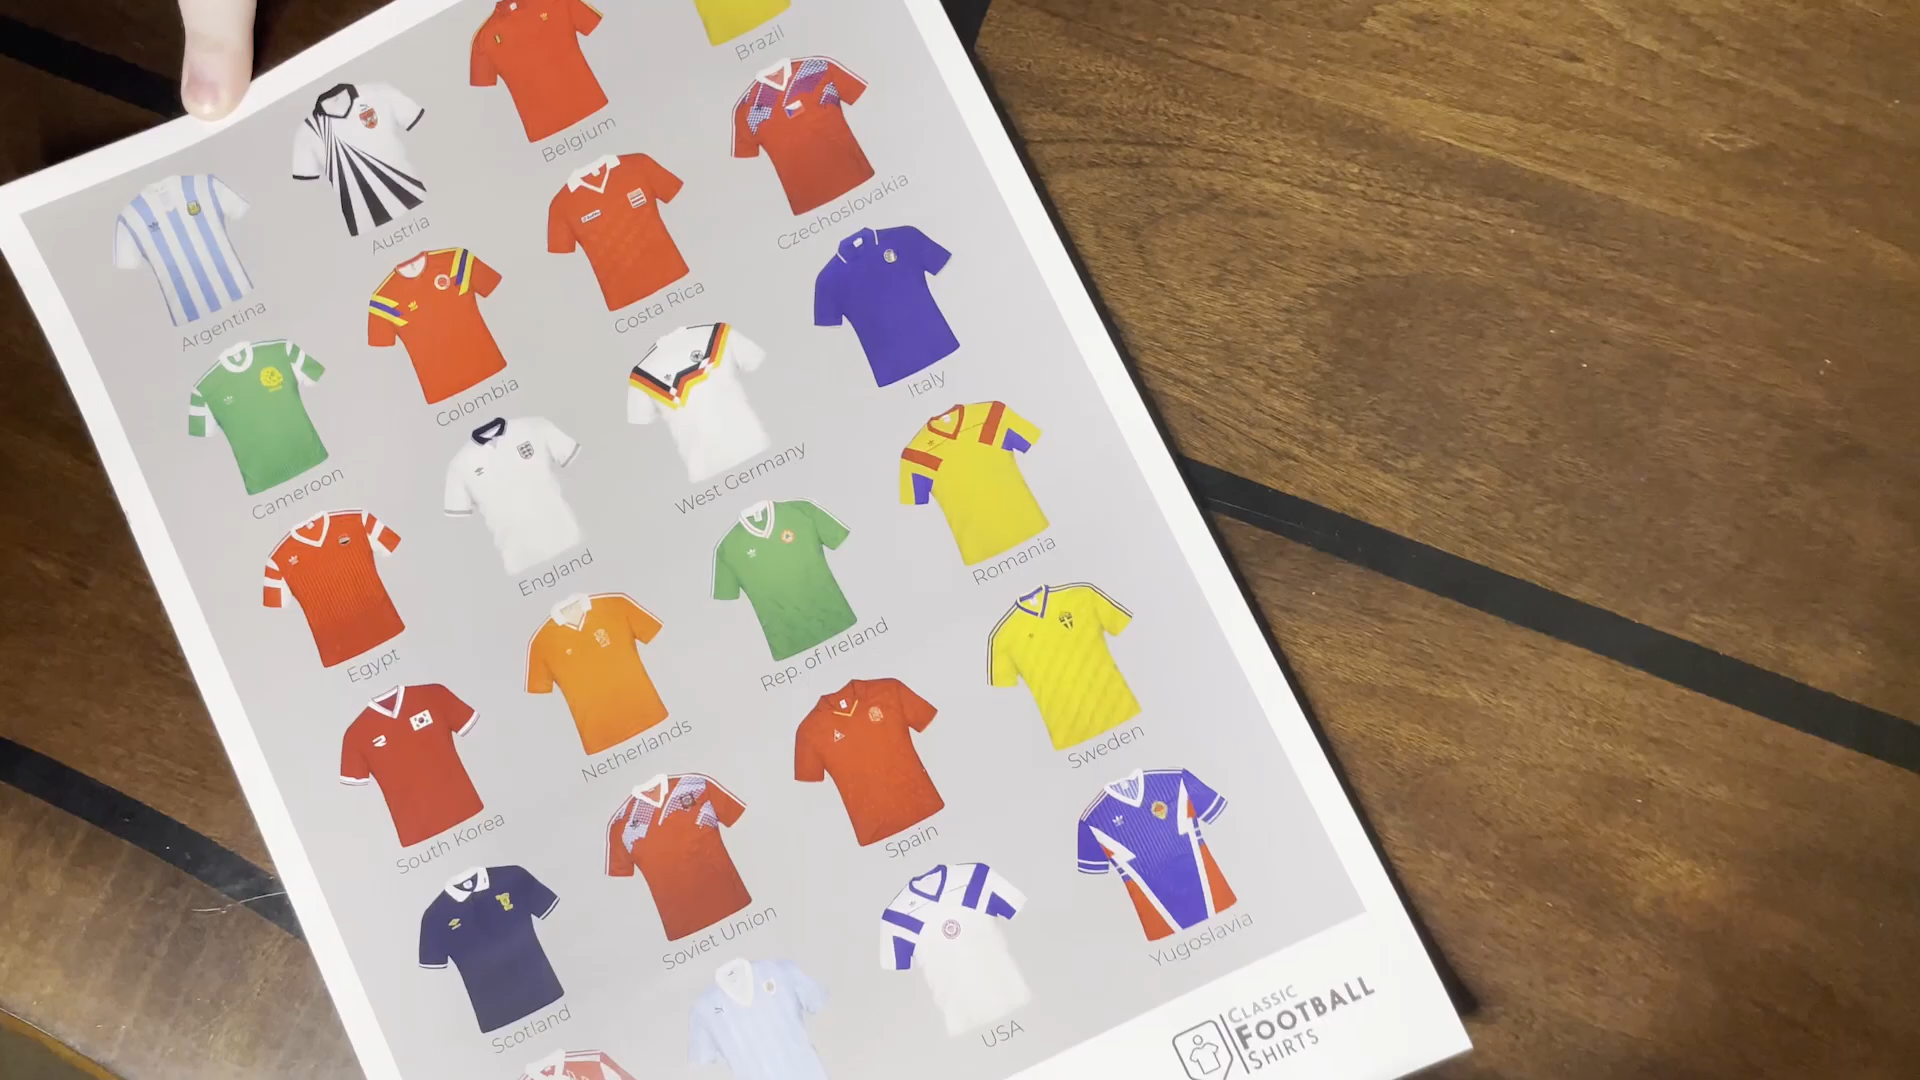 Argentina
Austria
Belgium
Brazil
Cameroon
Colombia
Costa Rica
Czechoslovakia
Egypt
England
West Germany
Italy
South Korea
Netherlands
Rep. of Ireland
Romania
Scotland
Soviet Union
Spain
Sweden
USA
Yugoslavia
CLASSIC
FOOTBALL
SHIRTS